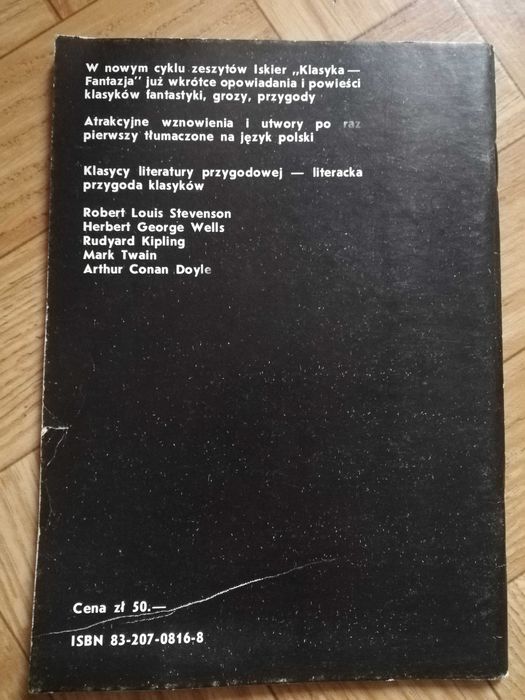 W nowym cyklu zeszytów Iskier „Klasyka —
Fantazja" już wkrótce opowiadania i powieści
klasyków fantastyki, grozy, przygody
Atrakcyjne wznowienia i utwory po raz
pierwszy tłumaczone na język polski
Klasycy literatury przygodowej — literacka
przygoda klasyków
Robert Louis Stevenson
Herbert George Wells
Rudyard Kipling
Mark Twain
Arthur Conan Doyle
Cena zł 50.—
ISBN 83-207-0816-8